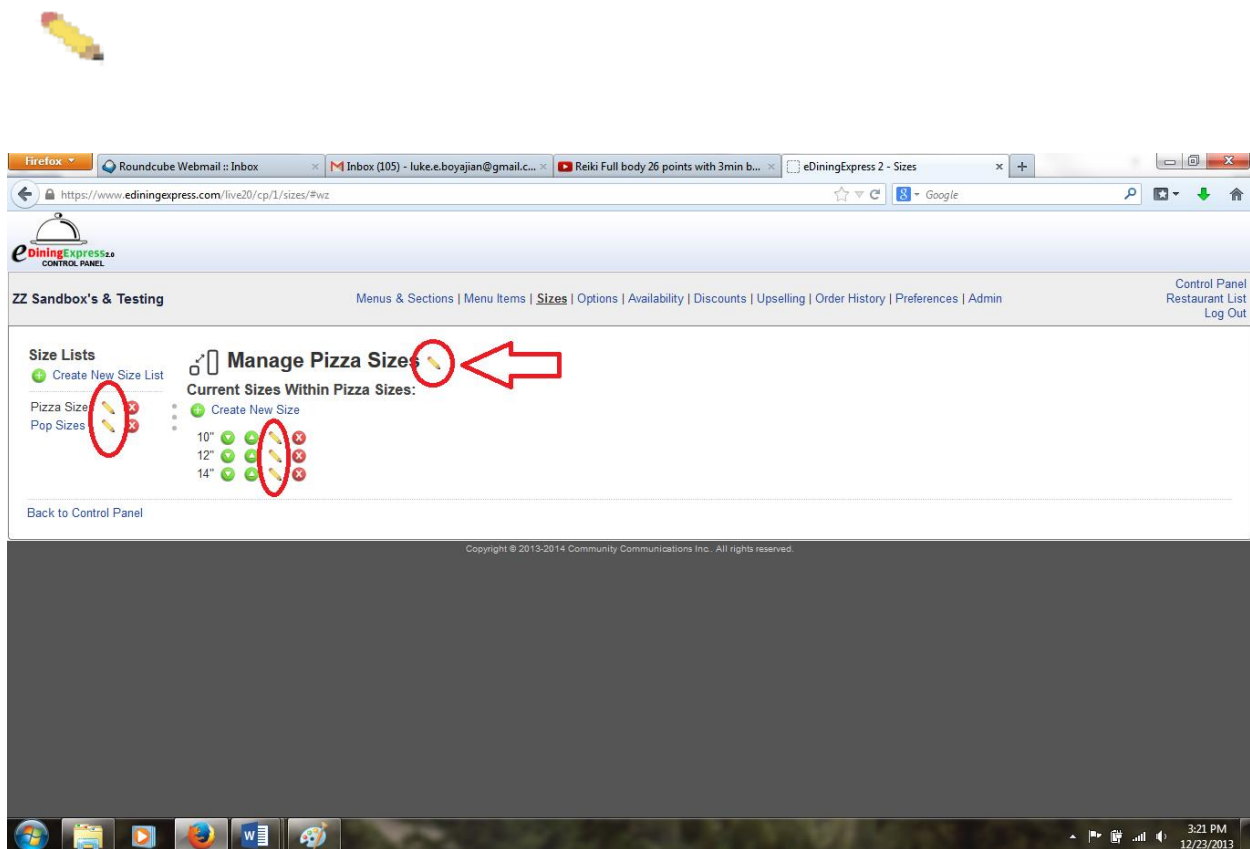 Firefox
Roundcube Webmail :: Inbox
Inbox (105) - luke.e.boyajian@gmail.c...
Reiki Full body 26 points with 3min b...
eDiningExpress 2 - Sizes
https://www.ediningexpress.com/live20/cp/1/sizes/#wz
Google
eDiningExpress2.0
CONTROL PANEL
ZZ Sandbox's & Testing
Menus & Sections | Menu Items | Sizes | Options | Availability | Discounts | Upselling | Order History | Preferences | Admin
Control Panel
Restaurant List
Log Out
Size Lists
Create New Size List
Pizza Sizes
Pop Sizes
Manage Pizza Sizes
Current Sizes Within Pizza Sizes:
Create New Size
10"
12"
14"
Back to Control Panel
Copyright © 2013-2014 Community Communications Inc.. All rights reserved.
3:21 PM
12/23/2013